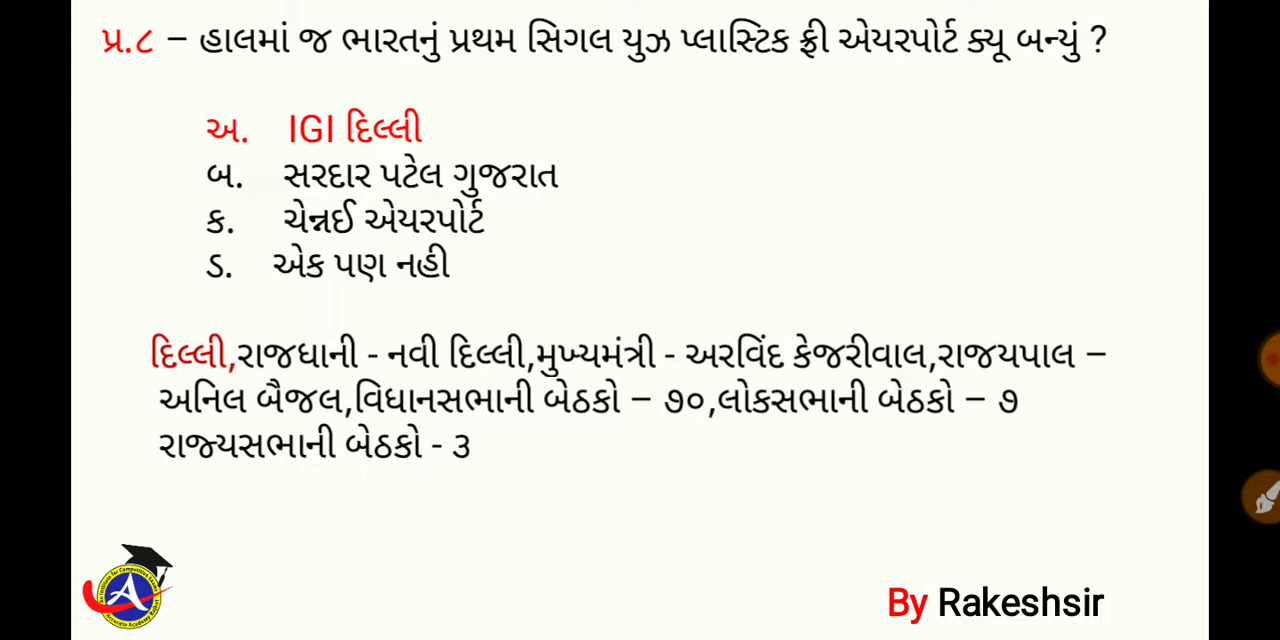 પ્ર.૮ – હાલમાં જ ભારતનું પ્રથમ સિગલ યુઝ પ્લાસ્ટિક ફ્રી એયરપોર્ટ ક્યૂ બન્યું ?
અ. IGI દિલ્લી
બ. સરદાર પટેલ ગુજરાત
ક. ચેન્નઈ એયરપોર્ટ
ડ. એક પણ નહી
દિલ્લી,રાજધાની - નવી દિલ્લી,મુખ્યમંત્રી - અરવિંદ કેજરીવાલ,રાજયપાલ –
અનિલ બૈજલ,વિધાનસભાની બેઠકો – ૭૦,લોકસભાની બેઠકો – ૭
રાજ્યસભાની બેઠકો - ૩
By Rakeshsir